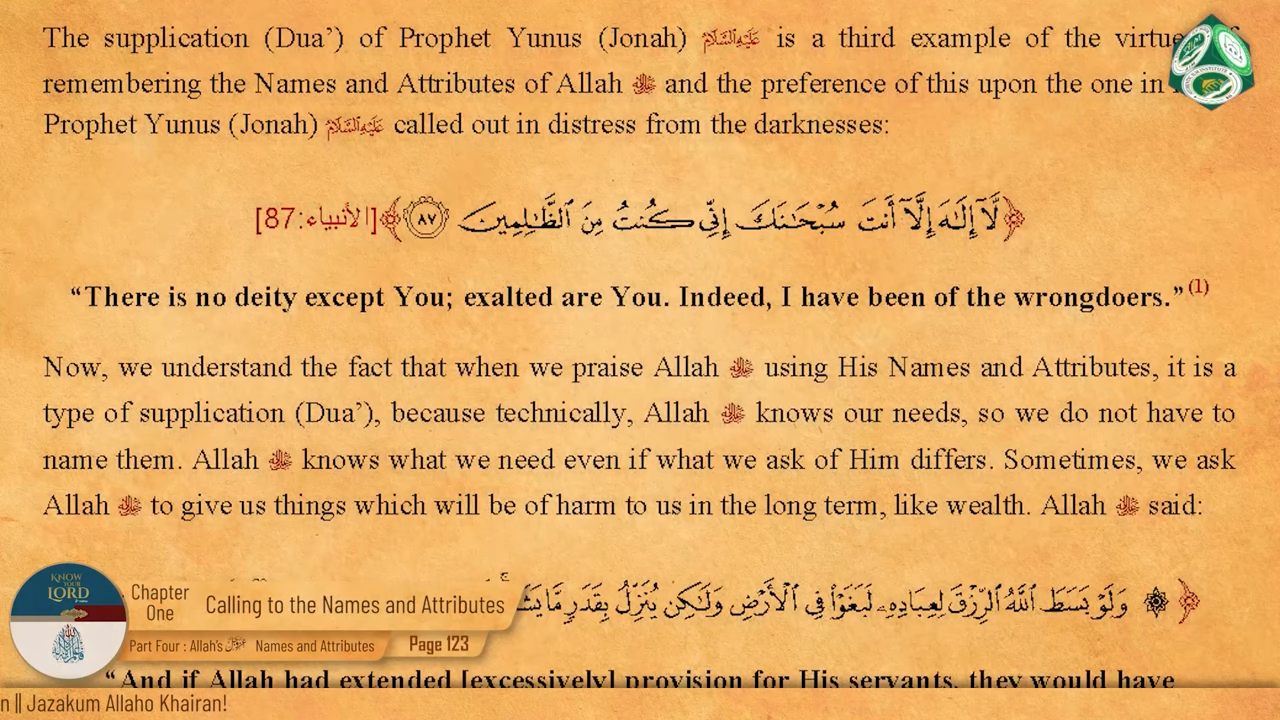 The supplication (Dua’) of Prophet Yunus (Jonah) عَلَيْهِ السَّلَامُ is a third example of the virtue
remembering the Names and Attributes of Allah ﷻ and the preference of this upon the one in
Prophet Yunus (Jonah) عَلَيْهِ السَّلَامُ called out in distress from the darknesses:
﴿لَّآ إِلَٰهَ إِلَّآ أَنتَ سُبْحَٰنَكَ إِنِّى كُنتُ مِنَ ٱلظَّٰلِمِينَ ٨٧﴾ [الأنبياء:87]
“There is no deity except You; exalted are You. Indeed, I have been of the wrongdoers.” (1)
Now, we understand the fact that when we praise Allah ﷻ using His Names and Attributes, it is a
type of supplication (Dua’), because technically, Allah ﷻ knows our needs, so we do not have to
name them. Allah ﷻ knows what we need even if what we ask of Him differs. Sometimes, we ask
Allah ﷻ to give us things which will be of harm to us in the long term, like wealth. Allah ﷻ said:
﴿۞ وَلَوْ بَسَطَ ٱللَّهُ ٱلرِّزْقَ لِعِبَادِهِۦ لَبَغَوْا۟ فِى ٱلْأَرْضِ وَلَٰكِن يُنَزِّلُ بِقَدَرٍ مَّا
“And if Allah had extended [excessively] provision for His servants, they would have
KNOW
YOUR
LORD
Chapter
One
Calling to the Names and Attributes
Part Four : Allah’s ﷻ Names and Attributes
Page 123
|| Jazakum Allaho Khairan!